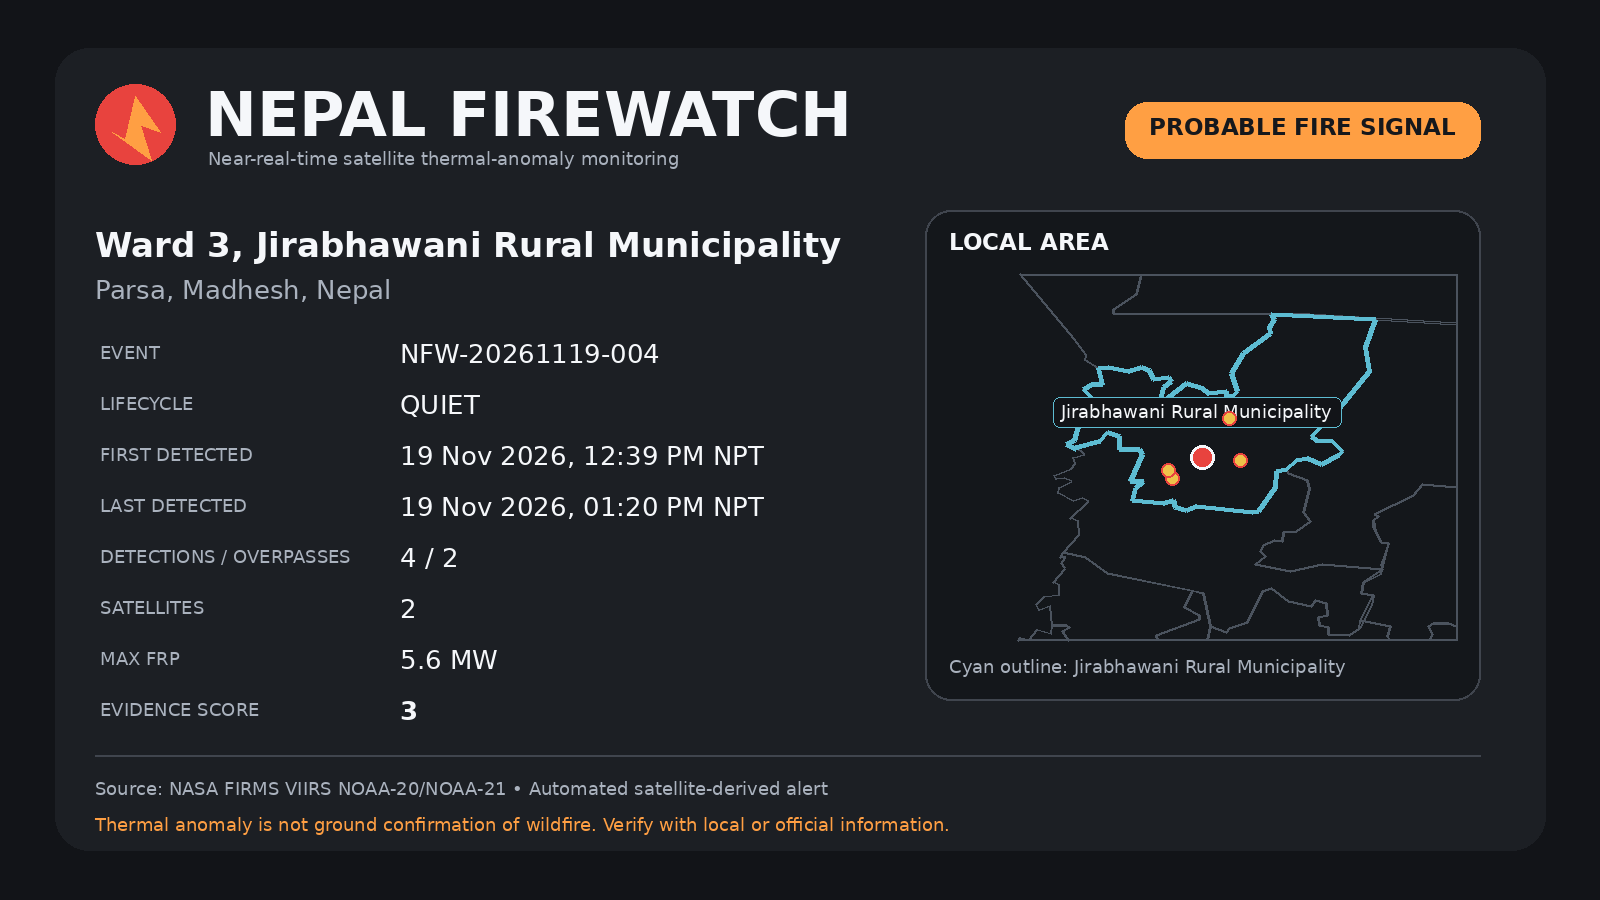 NEPAL FIREWATCH
Near-real-time satellite thermal-anomaly monitoring
PROBABLE FIRE SIGNAL
Ward 3, Jirabhawani Rural Municipality
Parsa, Madhesh, Nepal
EVENT NFW-20261119-004
LIFECYCLE QUIET
FIRST DETECTED 19 Nov 2026, 12:39 PM NPT
LAST DETECTED 19 Nov 2026, 01:20 PM NPT
DETECTIONS / OVERPASSES 4 / 2
SATELLITES 2
MAX FRP 5.6 MW
EVIDENCE SCORE 3
LOCAL AREA
Jirabhawani Rural Municipality
Cyan outline: Jirabhawani Rural Municipality
Source: NASA FIRMS VIIRS NOAA-20/NOAA-21 • Automated satellite-derived alert
Thermal anomaly is not ground confirmation of wildfire. Verify with local or official information.